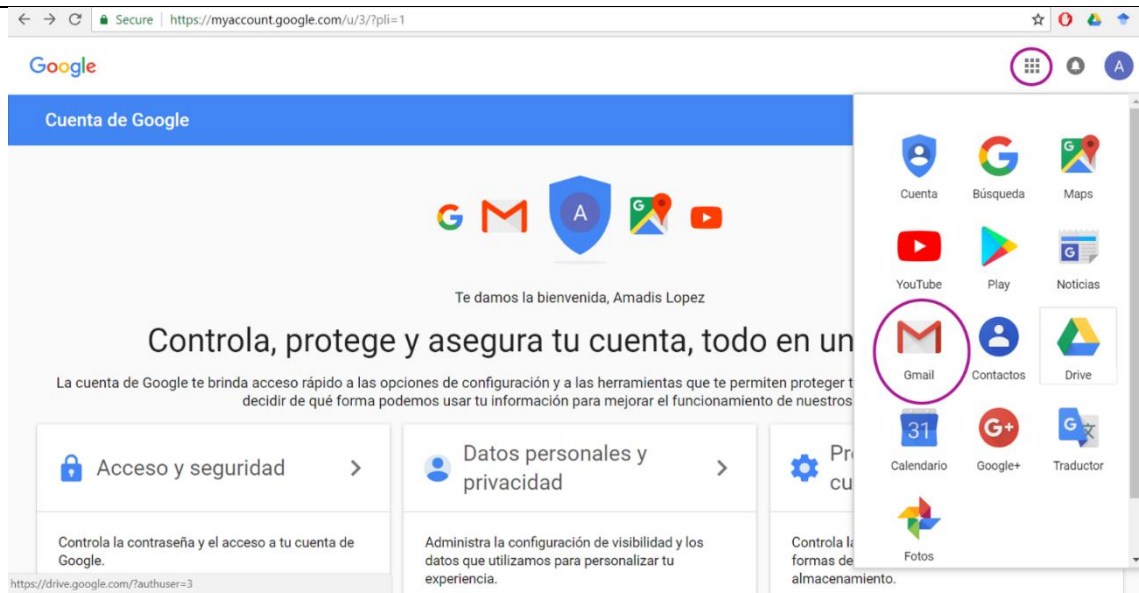 Secure | https://myaccount.google.com/u/3/?pli=1
Google
A
Cuenta de Google
G
A
G
Te damos la bienvenida, Amadis Lopez
Controla, protege y asegura tu cuenta, todo en un
La cuenta de Google te brinda acceso rápido a las opciones de configuración y a las herramientas que te permiten proteger t
decidir de qué forma podemos usar tu información para mejorar el funcionamiento de nuestros
Acceso y seguridad
Controla la contraseña y el acceso a tu cuenta de
Google.
Datos personales y
privacidad
Administra la configuración de visibilidad y los
datos que utilizamos para personalizar tu
experiencia.
Pr
cu
Controla la
formas de
almacenamiento.
Cuenta
Búsqueda
Maps
YouTube
Play
Noticias
Gmail
Contactos
Drive
31
G+
Calendario
Google+
Traductor
Fotos
https://drive.google.com/?authuser=3